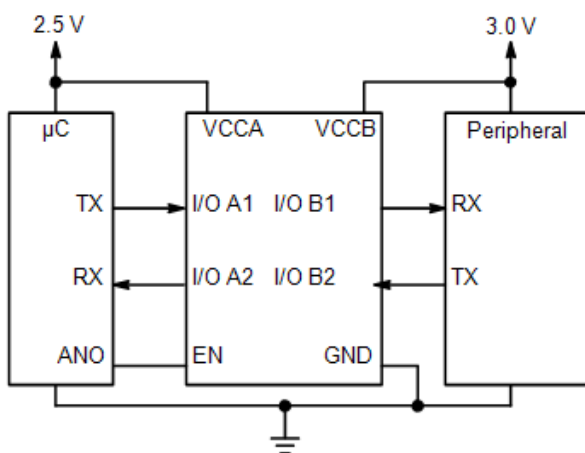 2.5 V
3.0 V
µC
VCCA
VCCB
Peripheral
TX
I/O A1
I/O B1
RX
RX
I/O A2
I/O B2
TX
ANO
EN
GND